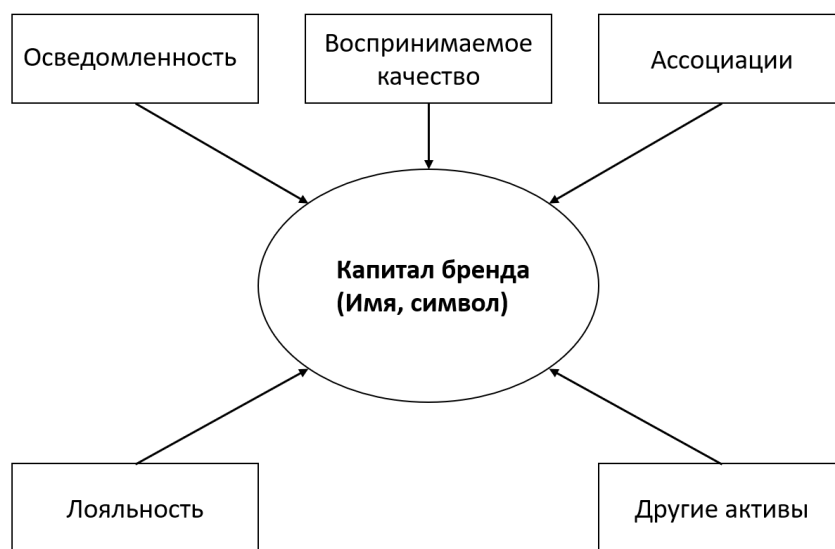 Осведомленность
Воспринимаемое
качество
Ассоциации
Капитал бренда
(Имя, символ)
Лояльность
Другие активы